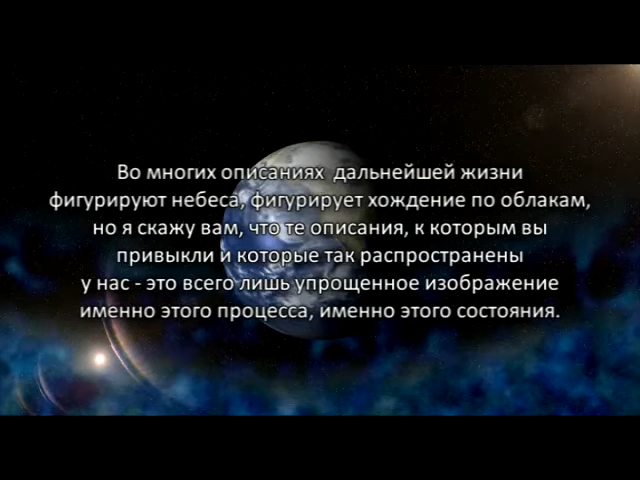 Во многих описаниях  дальнейшей жизни
фигурируют небеса, фигурирует хождение по облакам,
но я скажу вам, что те описания, к которым вы
привыкли и которые так распространены
у нас - это всего лишь упрощенное изображение
именно этого процесса, именно этого состояния.